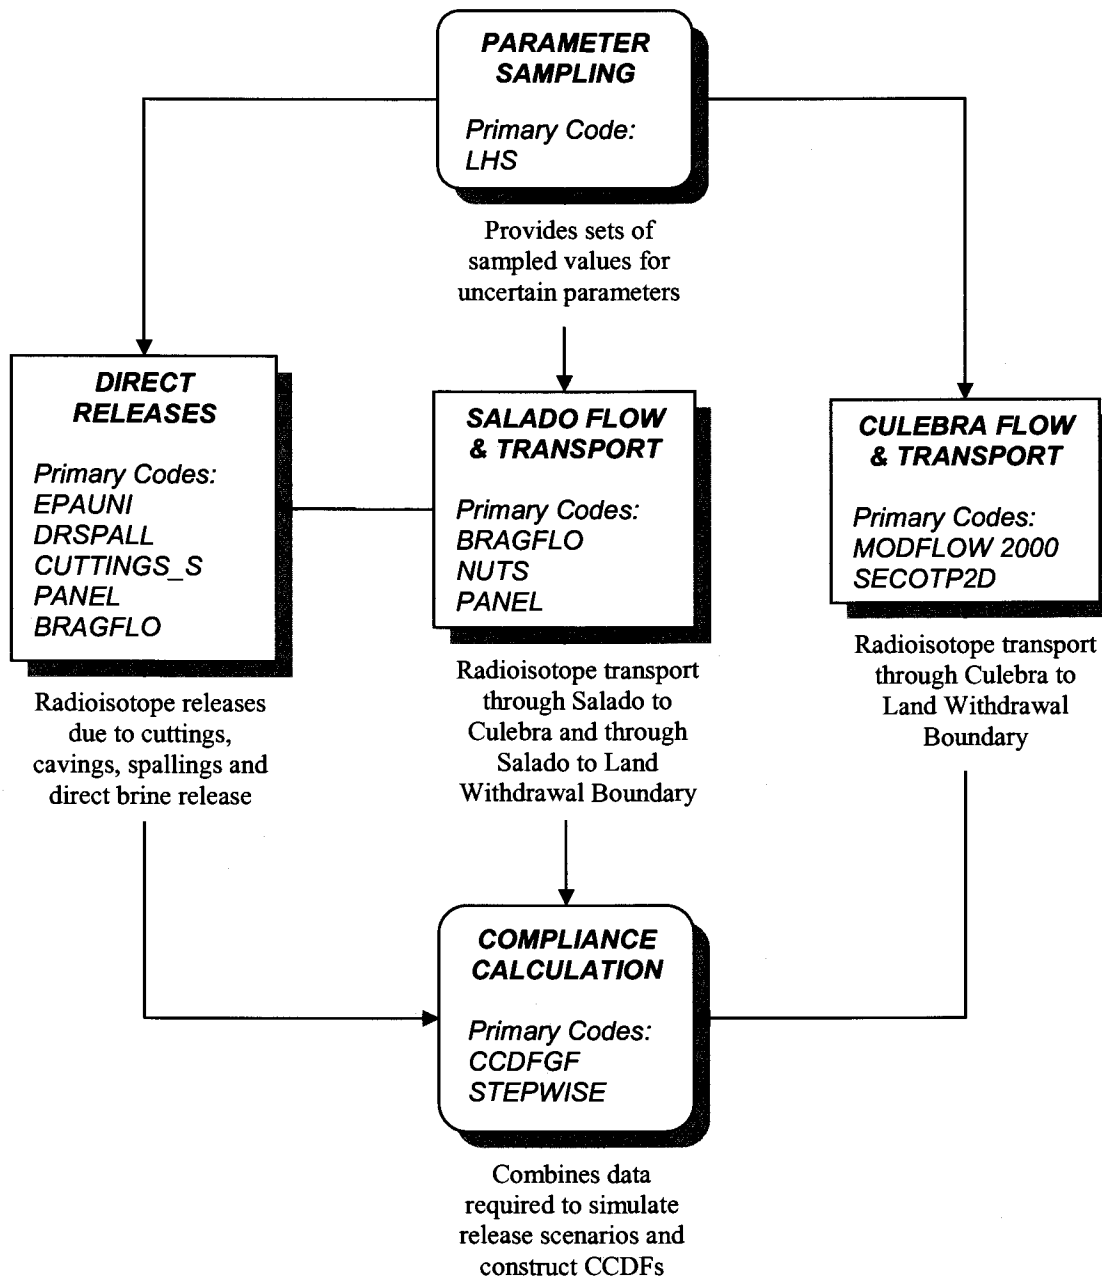 PARAMETER
SAMPLING
Primary Code:
LHS
Provides sets of
sampled values for
uncertain parameters
DIRECT
RELEASES
Primary Codes:
EPAUNI
DRSPALL
CUTTINGS_S
PANEL
BRAGFLO
Radioisotope releases
due to cuttings,
cavings, spallings and
direct brine release
SALADO FLOW
& TRANSPORT
Primary Codes:
BRAGFLO
NUTS
PANEL
Radioisotope transport
through Salado to
Culebra and through
Salado to Land
Withdrawal Boundary
CULEBRA FLOW
& TRANSPORT
Primary Codes:
MODFLOW 2000
SECOTP2D
Radioisotope transport
through Culebra to
Land Withdrawal
Boundary
COMPLIANCE
CALCULATION
Primary Codes:
CCDFGF
STEPWISE
Combines data
required to simulate
release scenarios and
construct CCDFs